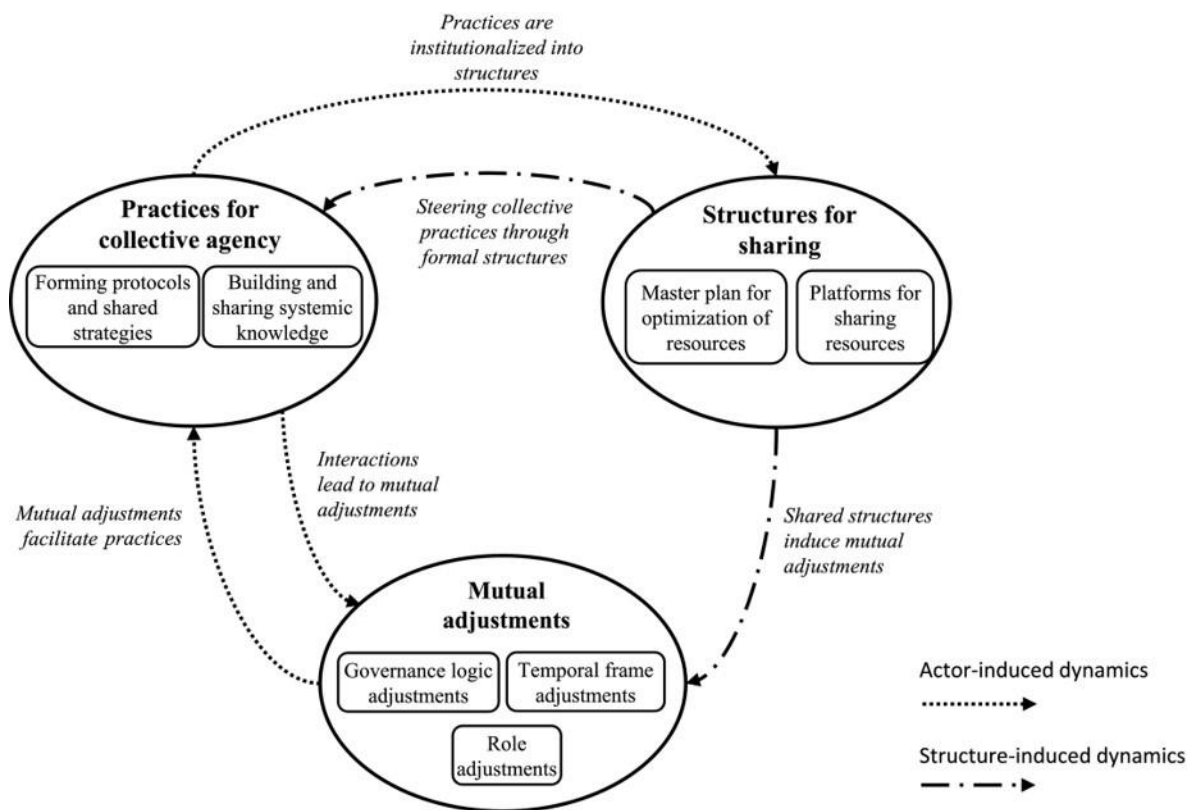 Practices are
institutionalized into
structures
Practices for
collective agency
Forming protocols
and shared
strategies
Building and
sharing systemic
knowledge
Steering collective
practices through
formal structures
Structures for
sharing
Master plan for
optimization of
resources
Platforms for
sharing
resources
Mutual adjustments
facilitate practices
Interactions
lead to mutual
adjustments
Shared structures
induce mutual
adjustments
Mutual
adjustments
Governance logic
adjustments
Temporal frame
adjustments
Role
adjustments
Actor-induced dynamics
Structure-induced dynamics